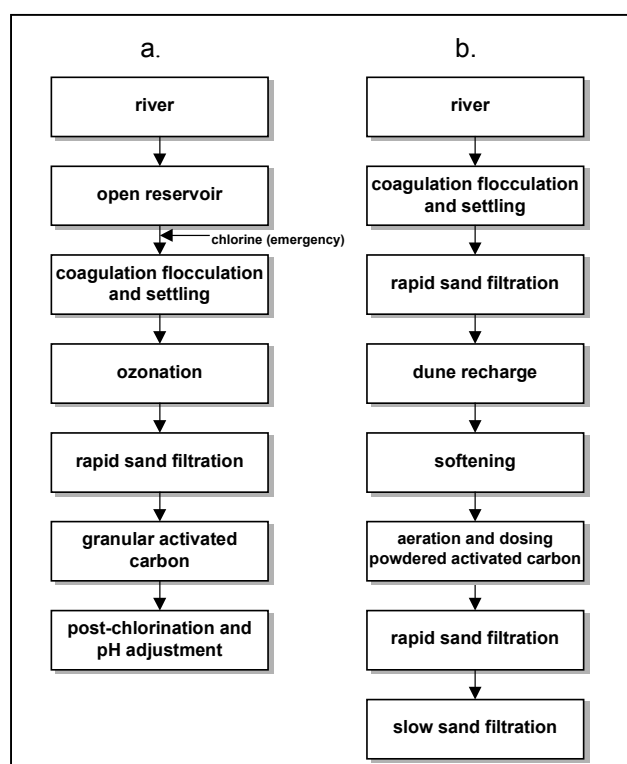 a.
river
open reservoir
chlorine (emergency)
coagulation flocculation
and settling
ozonation
rapid sand filtration
granular activated
carbon
post-chlorination and
pH adjustment
b.
river
coagulation flocculation
and settling
rapid sand filtration
dune recharge
softening
aeration and dosing
powdered activated carbon
rapid sand filtration
slow sand filtration